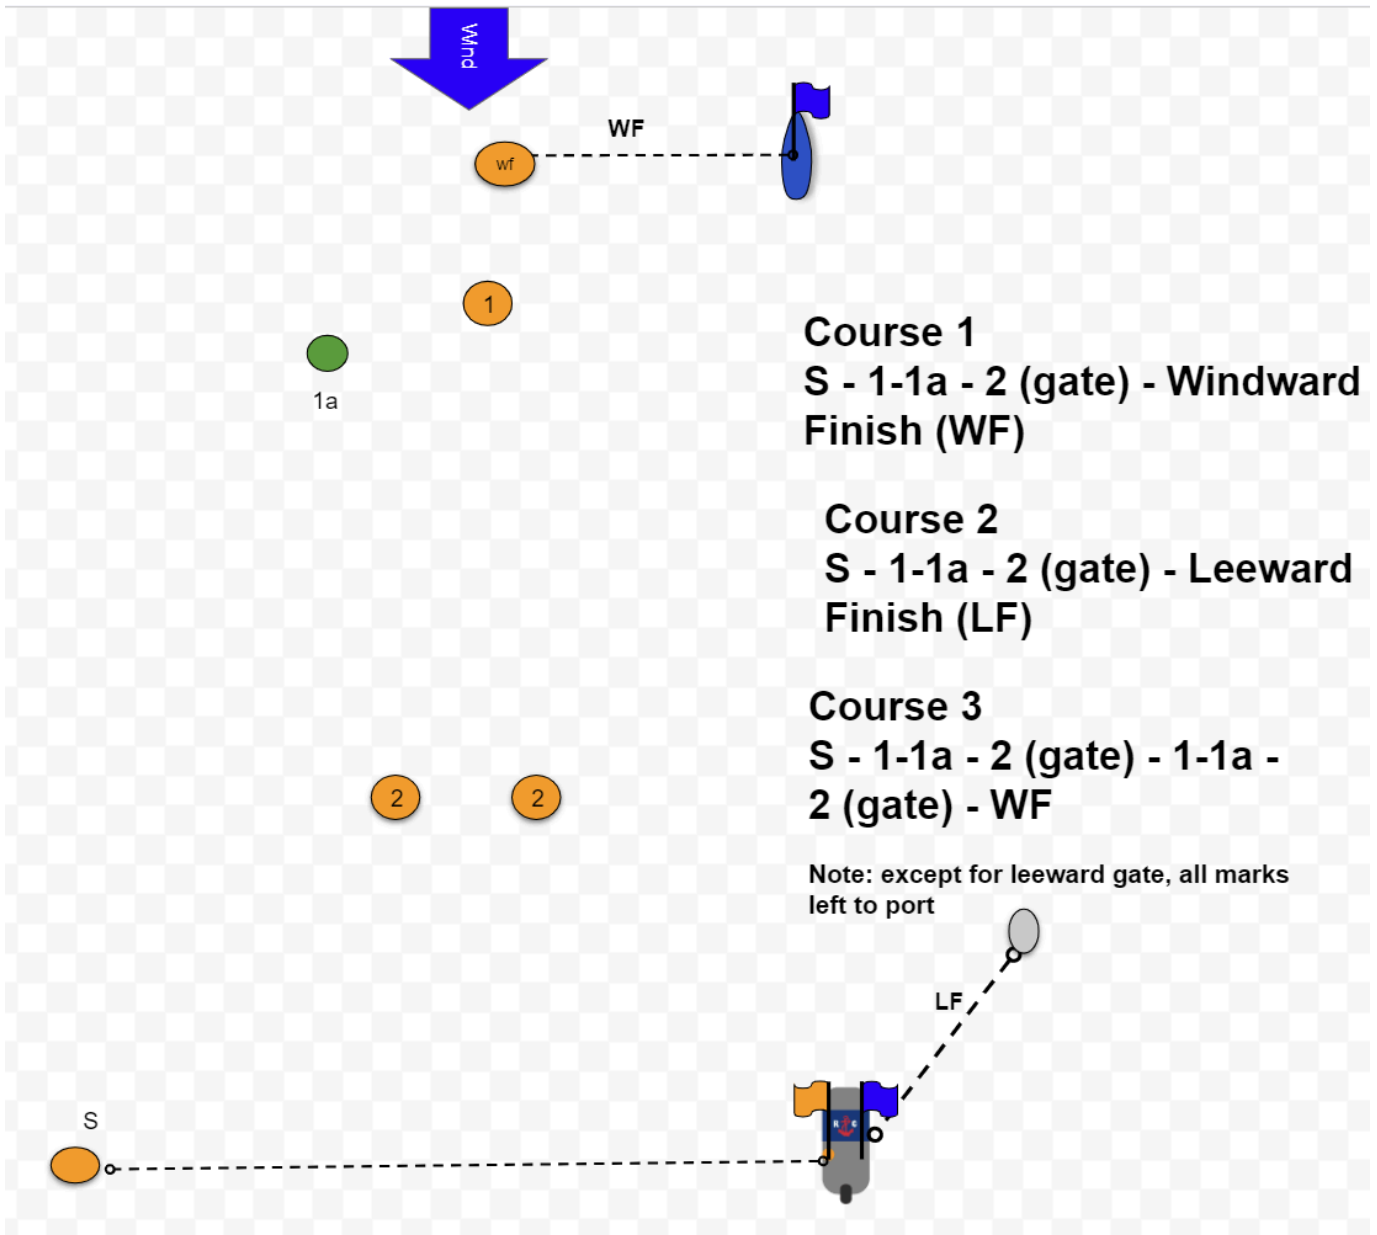 Wind
WF
wf
1
1a
Course 1
S - 1-1a - 2 (gate) - Windward
Finish (WF)
Course 2
S - 1-1a - 2 (gate) - Leeward
Finish (LF)
Course 3
S - 1-1a - 2 (gate) - 1-1a -
2 (gate) - WF
2
2
Note: except for leeward gate, all marks
left to port
LF
S
R C